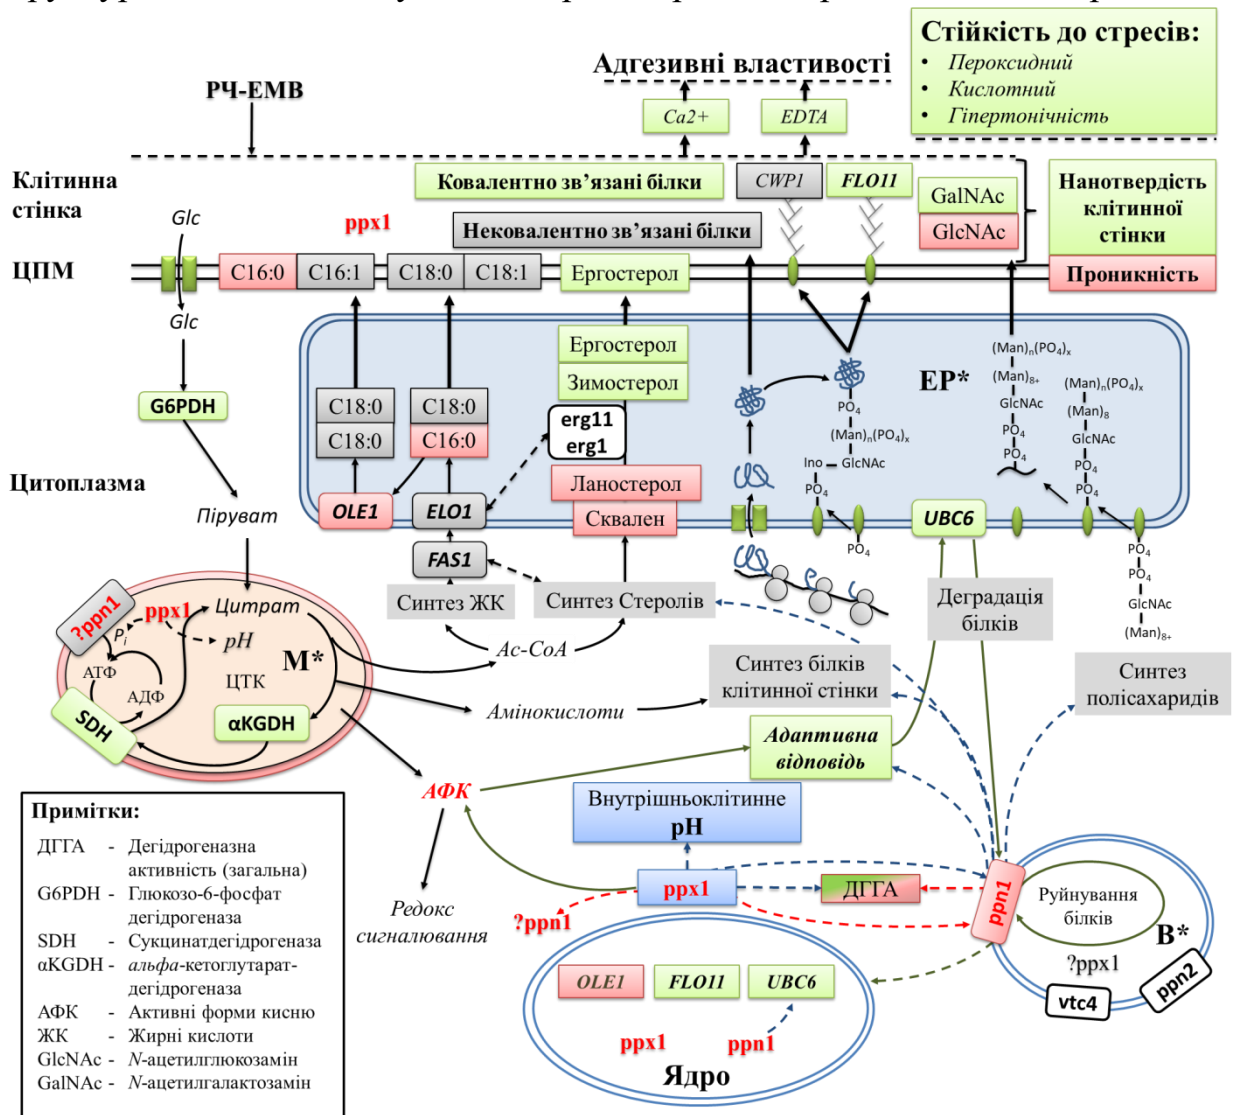 Стійкість до стресів:
• Пероксидний
• Кислотний
• Гіпертонічність
Адгезивні властивості
РЧ-ЕМВ
Ca2+
EDTA
Клітинна
стінка
Ковалентно зв’язані білки
CWP1
FLO11
GalNAc
GlcNAc
Нанотвердість
клітинної
стінки
Проникність
Glc
ppx1
Нековалентно зв’язані білки
ЦПМ
C16:0
C16:1
C18:0
C18:1
Ергостерол
Glc
Ергостерол
Зимостерол
EP*
G6PDH
C18:0
C18:0
C18:0
C16:0
erg11
erg1
PO4
(Man)n(PO4)x
GlcNAc
Ino
PO4
(Man)n(PO4)x
(Man)8+
GlcNAc
PO4
PO4
(Man)n(PO4)x
(Man)8
GlcNAc
PO4
PO4
Цитоплазма
Ланостерол
Сквален
Піруват
OLE1
ELO1
UBC6
FAS1
PO4
PO4
PO4
GlcNAc
(Man)8+
Синтез ЖК
Синтез Стеролів
Деградація
білків
?ppn1
ppx1
Цитрат
Pi
pH
M*
АТФ
АДФ
ЦТК
SDH
αKGDH
Ac-CoA
Синтез білків
клітинної стінки
Синтез
полісахаридів
Амінокислоти
Адаптивна
відповідь
АФК
Внутрішньоклітинне
pH
ppx1
ДГГА
ppn1
Руйнування
білків
B*
?ppx1
vtc4
ppn2
?ppn1
Редокс
сигналювання
OLE1
FLO11
UBC6
ppx1
ppn1
Ядро
Примітки:
ДГГА - Дегідрогеназна
активність (загальна)
G6PDH - Глюкозо-6-фосфат
дегідрогеназа
SDH - Сукцинатдегідрогеназа
αKGDH - альфа-кетоглутарат-
дегідрогеназа
АФК - Активні форми кисню
ЖК - Жирні кислоти
GlcNAc - N-ацетилглюкозамін
GalNAc - N-ацетилгалактозамін